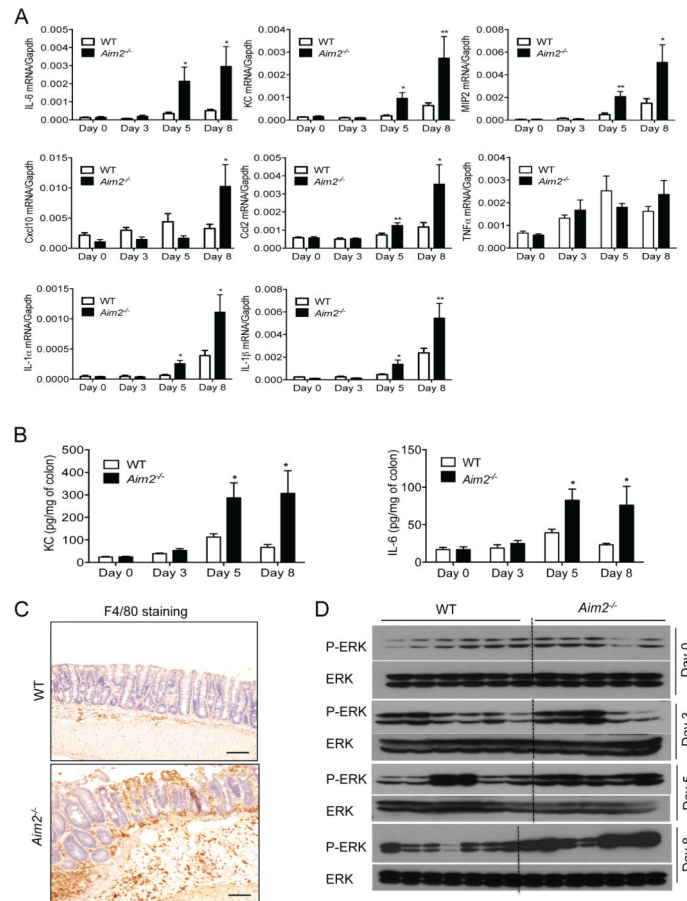 A
IL-6 mRNA/Gapdh
0.005
0.004
0.003
0.002
0.001
0.000
WT
Aim2-/-
*
*
Day 0 Day 3 Day 5 Day 8
KC mRNA/Gapdh
0.004
0.003
0.002
0.001
0.000
WT
Aim2-/-
*
**
Day 0 Day 3 Day 5 Day 8
MIP2 mRNA/Gapdh
0.008
0.006
0.004
0.002
0.000
WT
Aim2-/-
**
*
Day 0 Day 3 Day 5 Day 8
Cxcl10 mRNA/Gapdh
0.015
0.010
0.005
0.000
WT
Aim2-/-
*
Day 0 Day 3 Day 5 Day 8
Ccl2 mRNA/Gapdh
0.005
0.004
0.003
0.002
0.001
0.000
WT
Aim2-/-
**
*
Day 0 Day 3 Day 5 Day 8
TNFα mRNA/Gapdh
0.004
0.003
0.002
0.001
0.000
WT
Aim2-/-
Day 0 Day 3 Day 5 Day 8
IL-1α mRNA/Gapdh
0.0015
0.0010
0.0005
0.0000
WT
Aim2-/-
*
*
Day 0 Day 3 Day 5 Day 8
IL-1β mRNA/Gapdh
0.008
0.006
0.004
0.002
0.000
WT
Aim2-/-
*
**
Day 0 Day 3 Day 5 Day 8
B
KC (pg/mg of colon)
500
400
300
200
100
0
WT
Aim2-/-
*
*
Day 0 Day 3 Day 5 Day 8
IL-6 (pg/mg of colon)
150
100
50
0
WT
Aim2-/-
*
*
Day 0 Day 3 Day 5 Day 8
C
F4/80 staining
WT
Aim2-/-
D
WT Aim2-/-
P-ERK
ERK
Day 0
P-ERK
ERK
Day 3
P-ERK
ERK
Day 5
P-ERK
ERK
Day 8